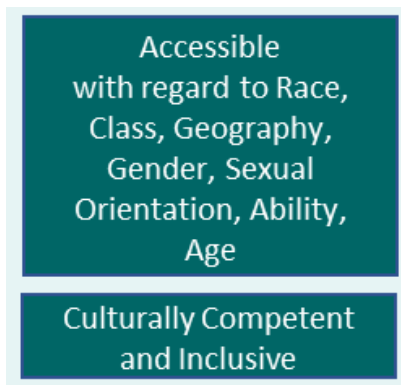 Accessible
with regard to Race,
Class, Geography,
Gender, Sexual
Orientation, Ability,
Age
Culturally Competent
and Inclusive